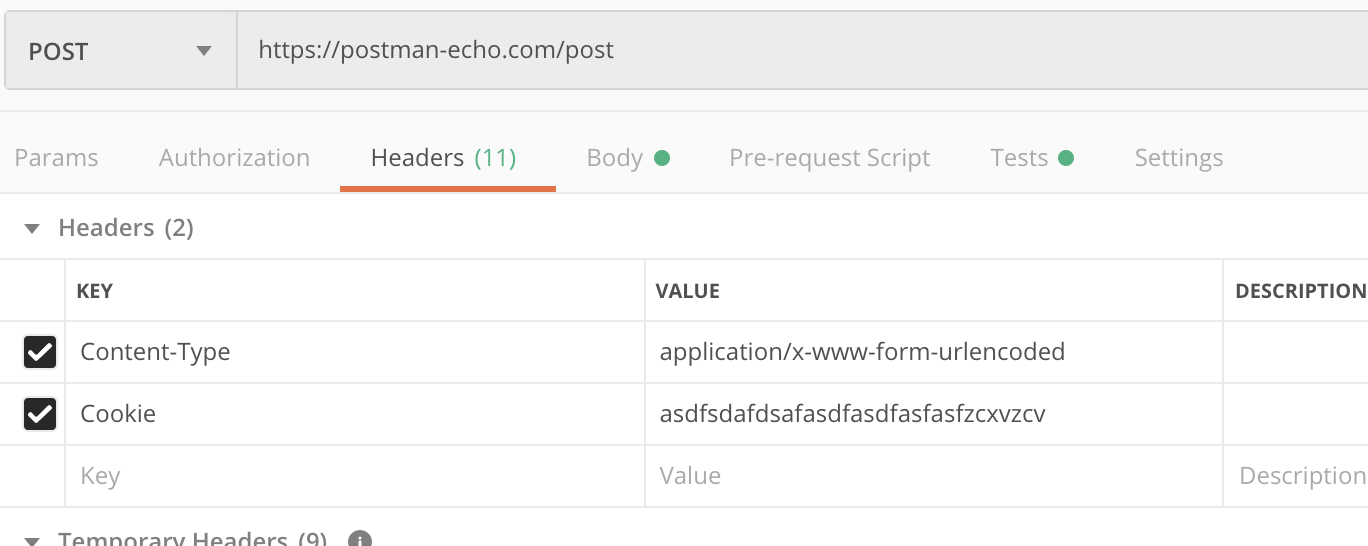 POST https://postman-echo.com/post
Params Authorization Headers (11) Body Pre-request Script Tests Settings
Headers (2)
KEY VALUE DESCRIPTION
Content-Type application/x-www-form-urlencoded
Cookie asdfsdafdsafasdfasdfasfasfzcxvzcv
Key Value Description
Temporary Headers (9)